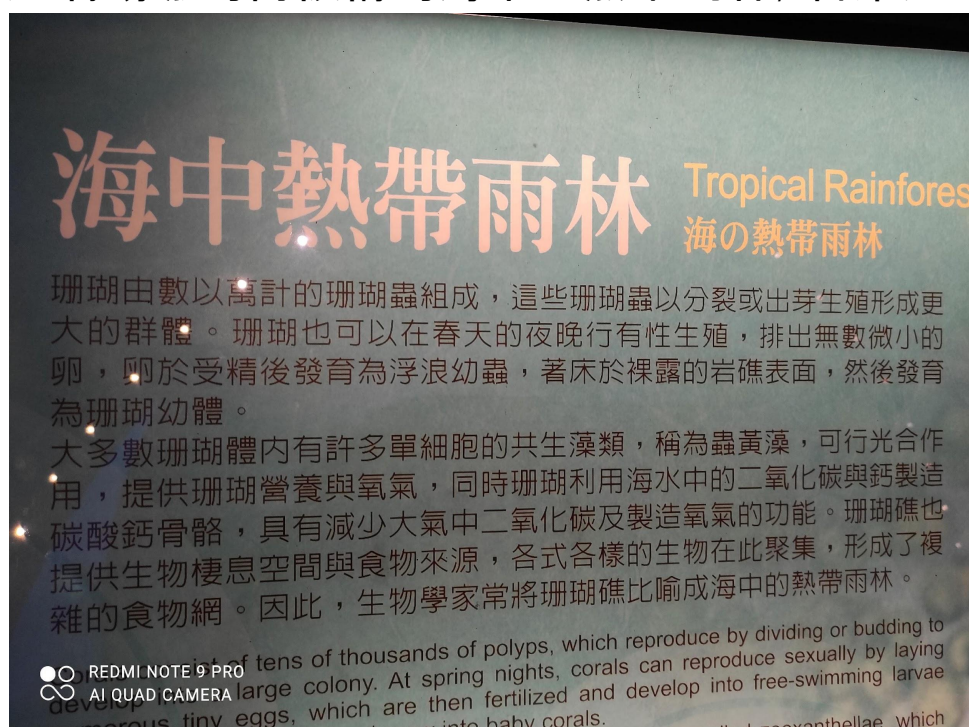 海中熱帶雨林
Tropical Rainfores
海の熱帯雨林
珊瑚由數以萬計的珊瑚蟲組成，這些珊瑚蟲以分裂或出芽生殖形成更
大的群體。珊瑚也可以在春天的夜晚行有性生殖，排出無數微小的
卵，卵於受精後發育為浮浪幼蟲，著床於裸露的岩礁表面，然後發育
為珊瑚幼體。
大多數珊瑚體內有許多單細胞的共生藻類，稱為蟲黃藻，可行光合作
用，提供珊瑚營養與氧氣，同時珊瑚利用海水中的二氧化碳與鈣製造
碳酸鈣骨骼，具有減少大氣中二氧化碳及製造氧氣的功能。珊瑚礁也
提供生物棲息空間與食物來源，各式各樣的生物在此聚集，形成了複
雜的食物網。因此，生物學家常將珊瑚礁比喻成海中的熱帶雨林。
of tens of thousands of polyps, which reproduce by dividing or budding to
large colony. At spring nights, corals can reproduce sexually by laying
tiny eggs, which are then fertilized and develop into free-swimming larvae
into baby corals.
zooxanthellae, which
REDMI NOTE 9 PRO
AI QUAD CAMERA